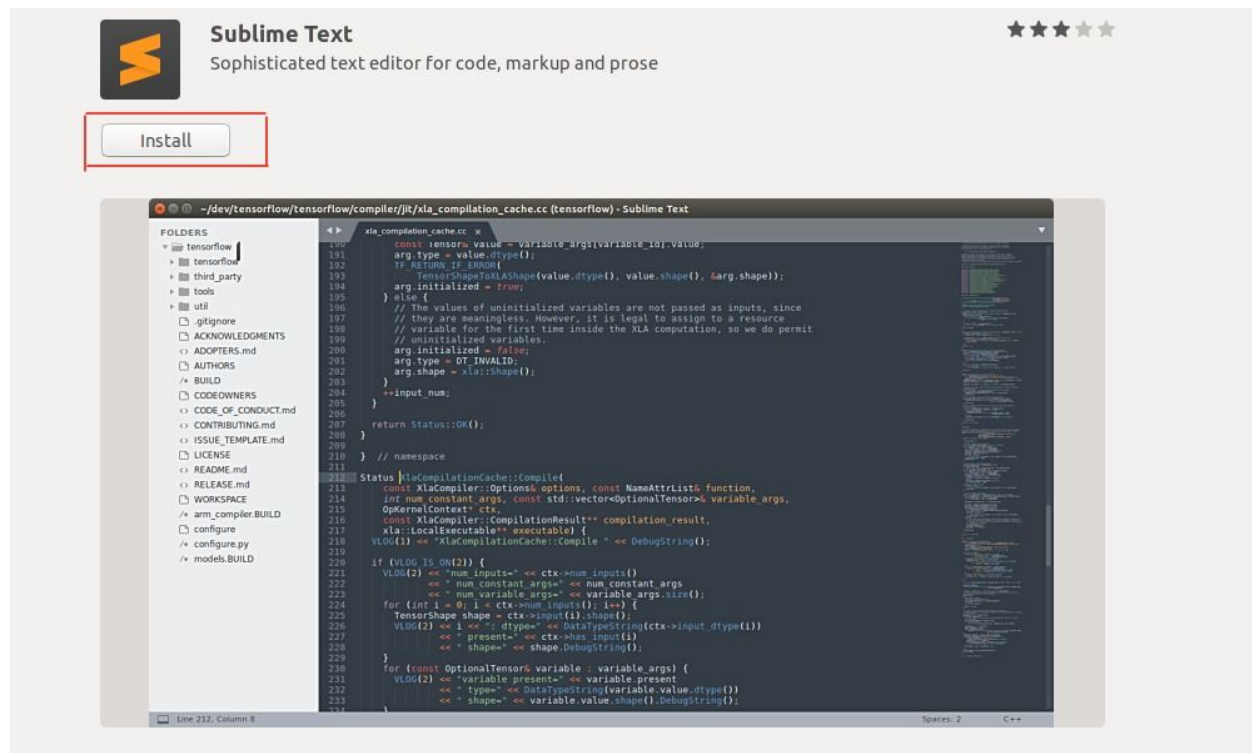 Sublime Text
Sophisticated text editor for code, markup and prose
Install
~/dev/tensorflow/tensorflow/compiler/jit/xla_compilation_cache.cc (tensorflow) - Sublime Text
FOLDERS
tensorflow
tensorflow
third_party
tools
util
.gitignore
ACKNOWLEDGMENTS
ADOPTERS.md
AUTHORS
BUILD
CODEOWNERS
CODE_OF_CONDUCT.md
CONTRIBUTING.md
ISSUE_TEMPLATE.md
LICENSE
README.md
RELEASE.md
WORKSPACE
arm_compiler.BUILD
configure
configure.py
models.BUILD
xla_compilation_cache.cc x
190 const Tensor& value = variable_args[variable_id].value;
191 arg.type = value.dtype();
192 TF_RETURN_IF_ERROR(
193 TensorShapeToXLAShape(value.dtype(), value.shape(), &arg.shape));
194 arg.initialized = true;
195 } else {
196 // The values of uninitialized variables are not passed as inputs, since
197 // they are meaningless. However, it is legal to assign to a resource
198 // variable for the first time inside the XLA computation, so we do permit
199 // uninitialized variables.
200 arg.initialized = false;
201 arg.type = DT_INVALID;
202 arg.shape = xla::Shape();
203 }
204 ++input_num;
205 }
206
207 return Status::OK();
208 }
209
210 } // namespace
211
212 Status XlaCompilationCache::Compile(
213 const XlaCompiler::Options& options, const NameAttrList& function,
214 int num_constant_args, const std::vector<OptionalTensor>& variable_args,
215 OpKernelContext* ctx,
216 const XlaCompiler::CompilationResult** compilation_result,
217 xla::LocalExecutable** executable) {
218 VLOG(1) << "XlaCompilationCache::Compile " << DebugString();
219
220 if (VLOG_IS_ON(2)) {
221 VLOG(2) << "num_inputs=" << ctx->num_inputs()
222 << " num_constant_args=" << num_constant_args
223 << " num_variable_args=" << variable_args.size();
224 for (int i = 0; i < ctx->num_inputs(); i++) {
225 TensorShape shape = ctx->input(i).shape();
226 VLOG(2) << i << ": dtype=" << DataTypeString(ctx->input_dtype(i))
227 << " present=" << ctx->has_input(i)
228 << " shape=" << shape.DebugString();
229 }
230 for (const OptionalTensor& variable : variable_args) {
231 VLOG(2) << "variable present=" << variable.present
232 << " type=" << DataTypeString(variable.value.dtype())
233 << " shape=" << variable.value.shape().DebugString();
234 }
Line 212, Column 8
Spaces: 2
C++